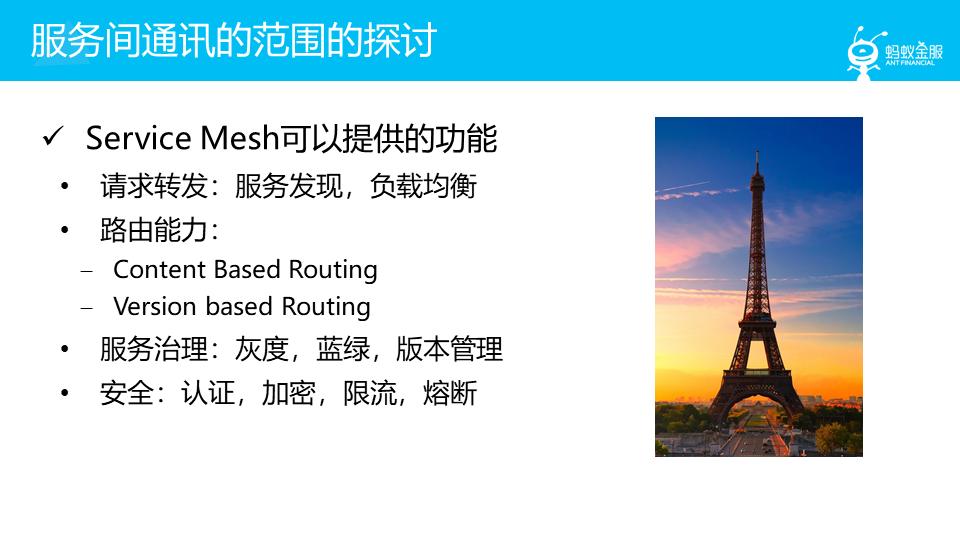 服务间通讯的范围的探讨
蚂蚁金服
ANT FINANCIAL
✓ Service Mesh可以提供的功能
• 请求转发：服务发现，负载均衡
• 路由能力：
– Content Based Routing
– Version based Routing
• 服务治理：灰度，蓝绿，版本管理
• 安全：认证，加密，限流，熔断